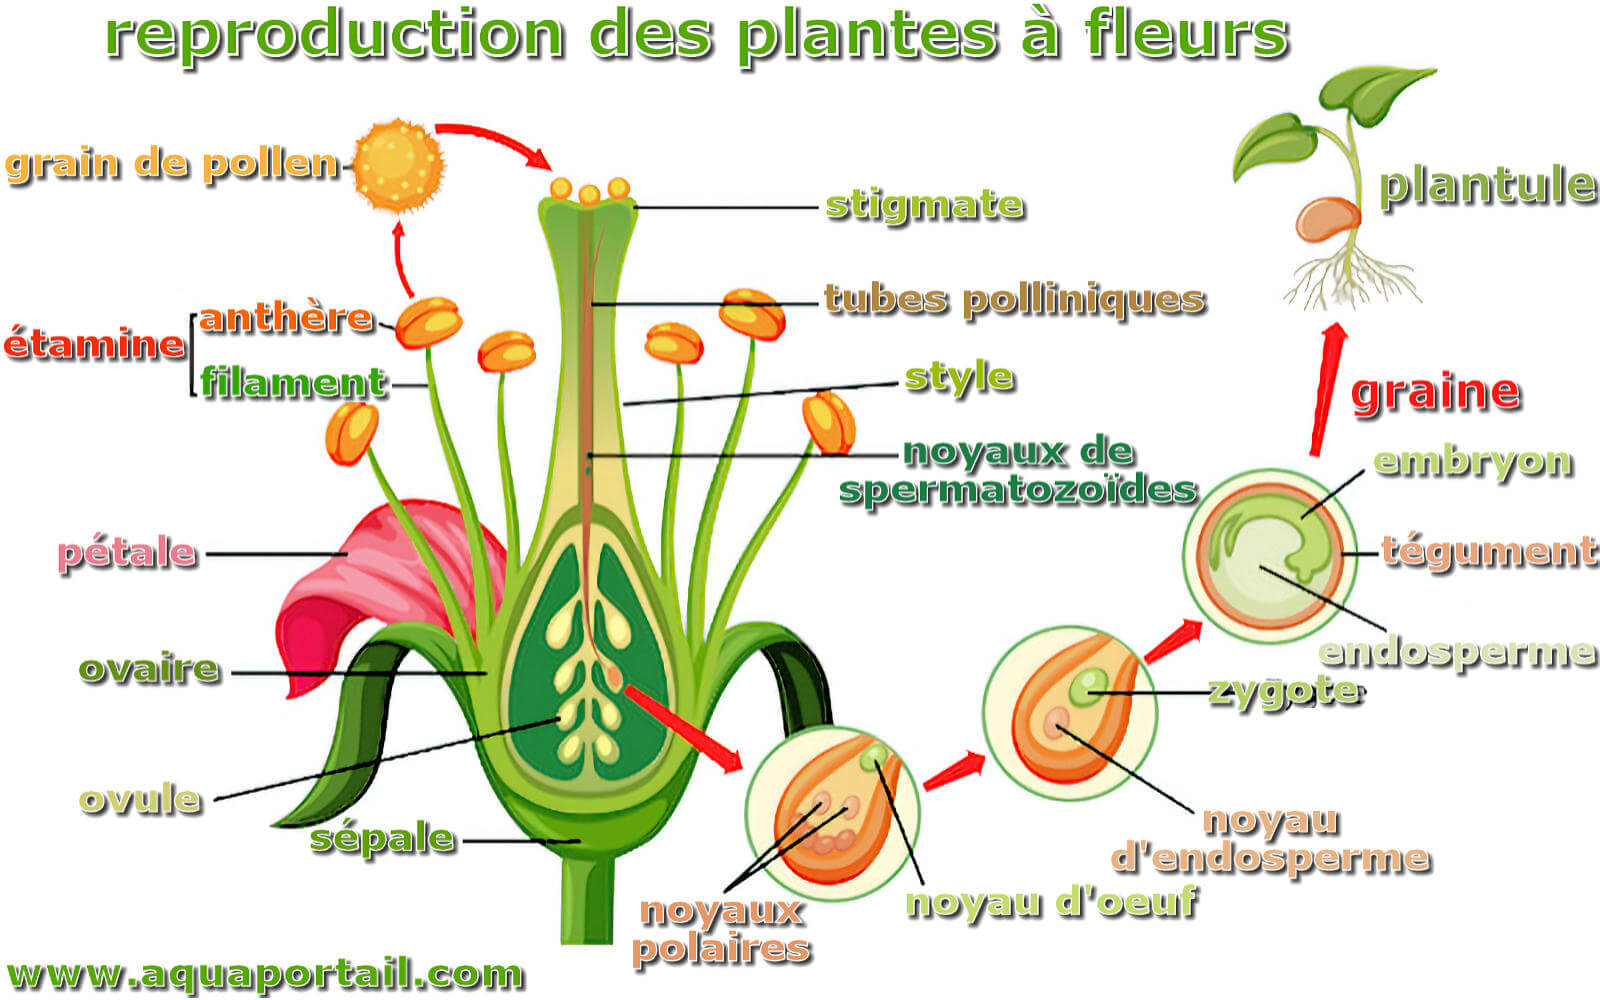 reproduction des plantes à fleurs
grain de pollen
stigmate
plantule
étamine
anthère
filament
tubes polliniques
style
graine
noyaux de
spermatozoïdes
embryon
pétale
tégument
ovaire
endosperme
zygote
ovule
sépale
noyau
d'endosperme
noyaux
polaires
noyau d'oeuf
www.aquaportail.com